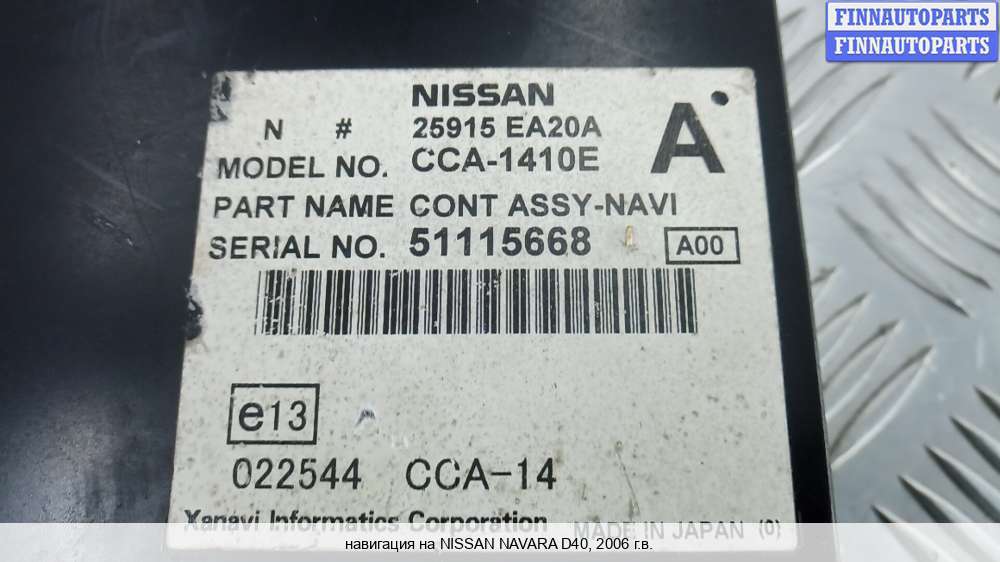 FINNAUTOPARTS
FINNAUTOPARTS
NISSAN
N # 25915 EA20A
A
MODEL NO. CCA-1410E
PART NAME CONT ASSY-NAVI
SERIAL NO. 51115668 A00
e13
022544 CCA-14
Xanavi Informatics Corporation MADE IN JAPAN (0)
навигация на NISSAN NAVARA D40, 2006 г.в.